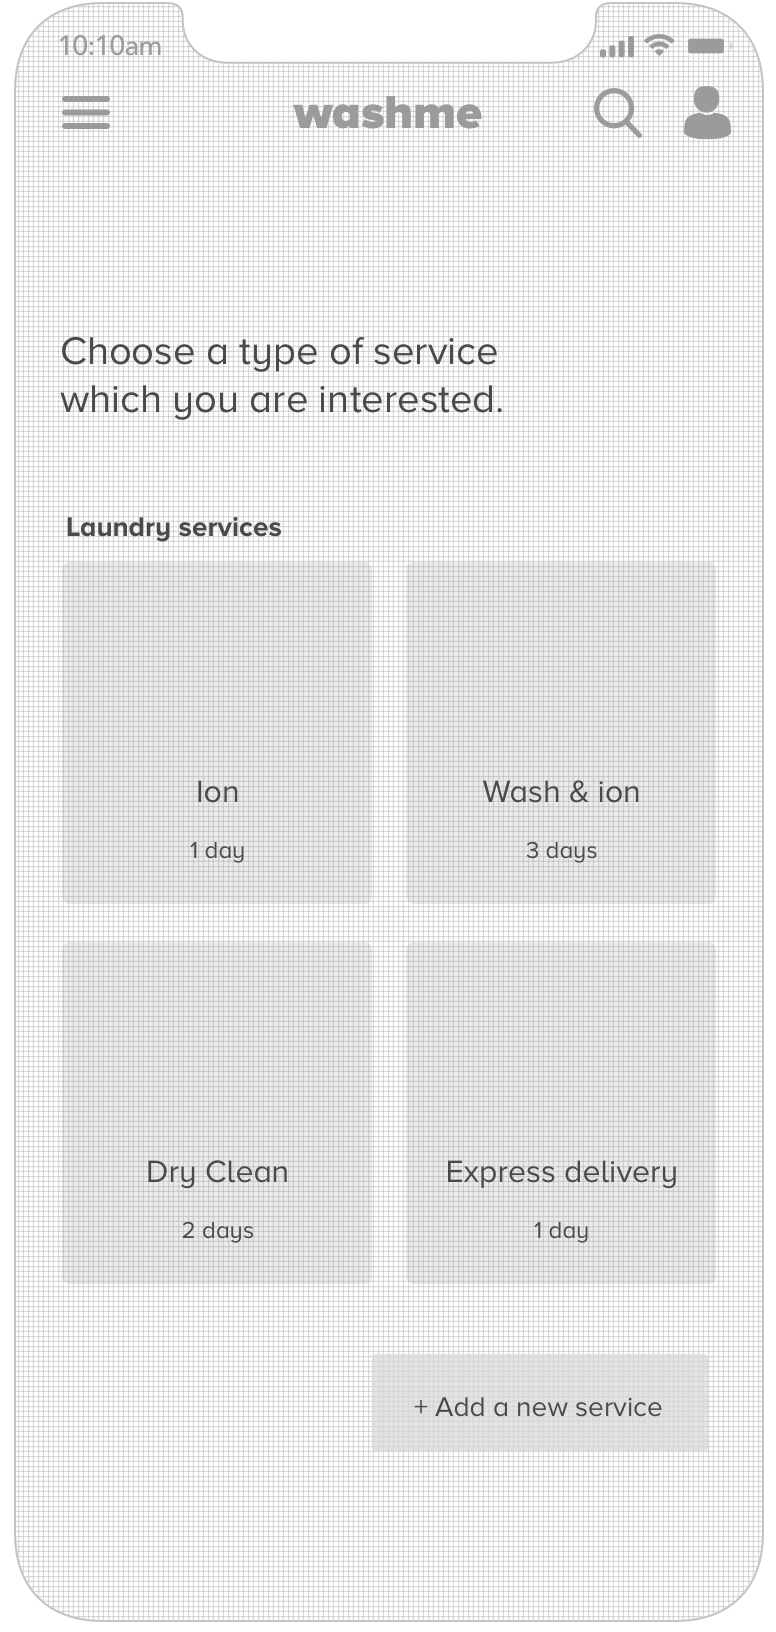 10:10am
washme
Choose a type of service
which you are interested.
Laundry services
Ion
1 day
Wash & ion
3 days
Dry Clean
2 days
Express delivery
1 day
+ Add a new service